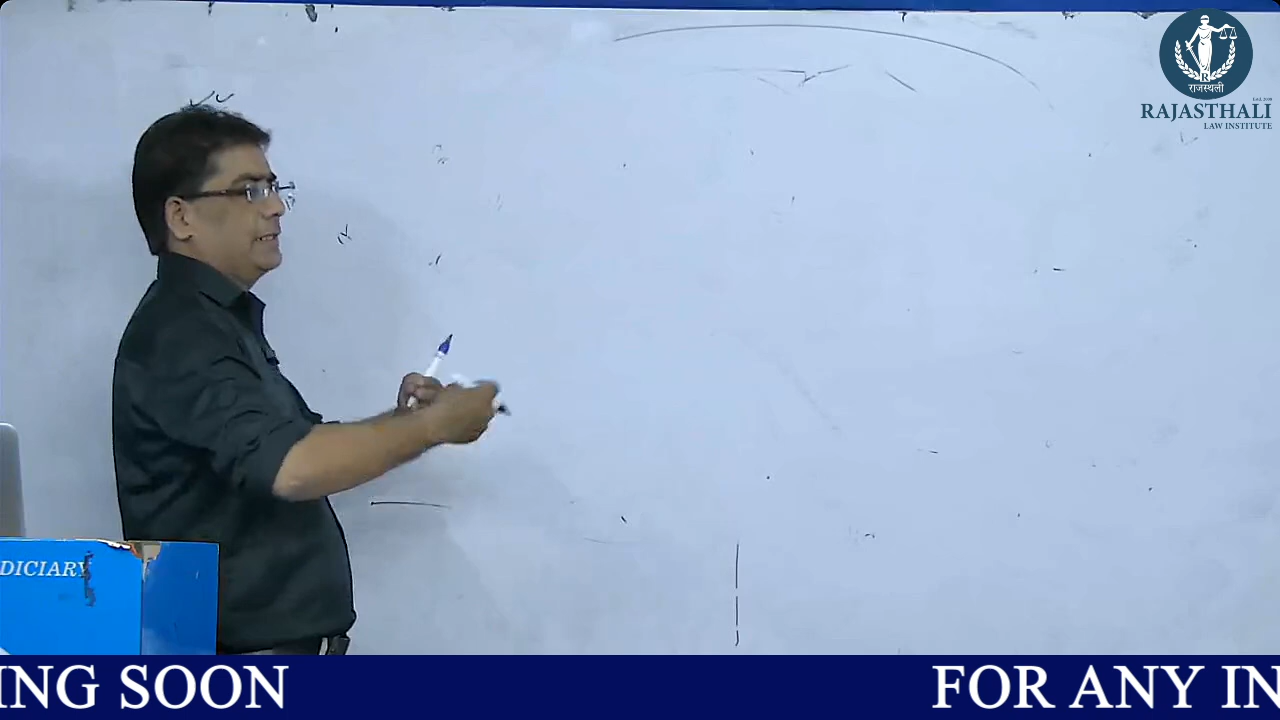 राजस्थली
RAJASTHALI
LAW INSTITUTE
DICIARY
ING SOON
FOR ANY IN